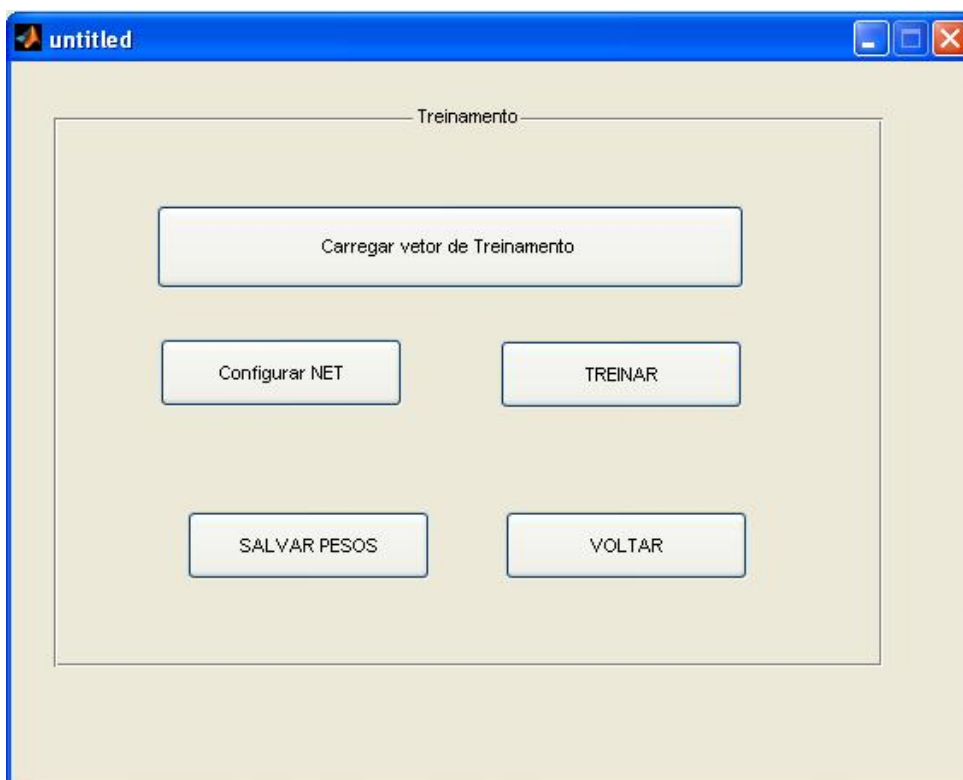 untitled
Treinamento
Carregar vetor de Treinamento
Configurar NET
TREINAR
SALVAR PESOS
VOLTAR